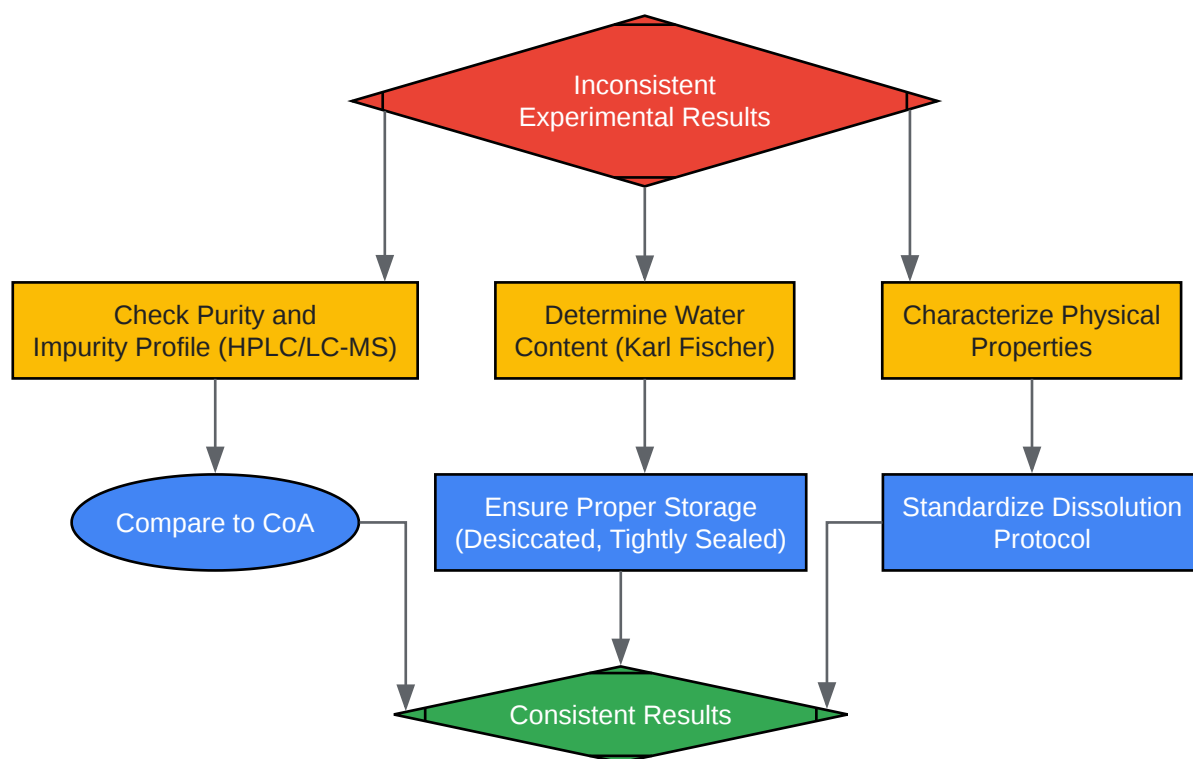 Inconsistent
Experimental Results
Check Purity and
Impurity Profile (HPLC/LC-MS)
Determine Water
Content (Karl Fischer)
Characterize Physical
Properties
Compare to CoA
Ensure Proper Storage
(Desiccated, Tightly Sealed)
Standardize Dissolution
Protocol
Consistent Results